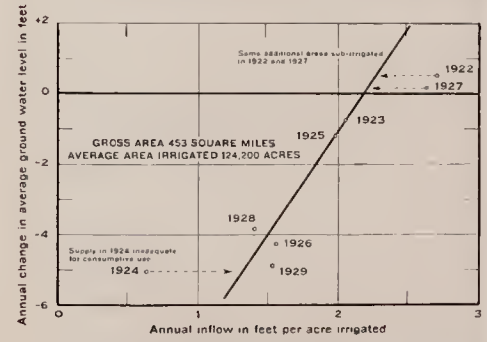 Annual change in average ground water level in feet
+2
0
-2
-4
-6
Some additional areas sub-irrigated
in 1922 and 1927
1922
1927
1923
1925
GROSS AREA 453 SQUARE MILES
AVERAGE AREA IRRIGATED 124,200 ACRES
1928
1926
Supply in 1924 inadequate
for consumptive use
1924
1929
0
1
2
3
Annual inflow in feet per acre irrigated